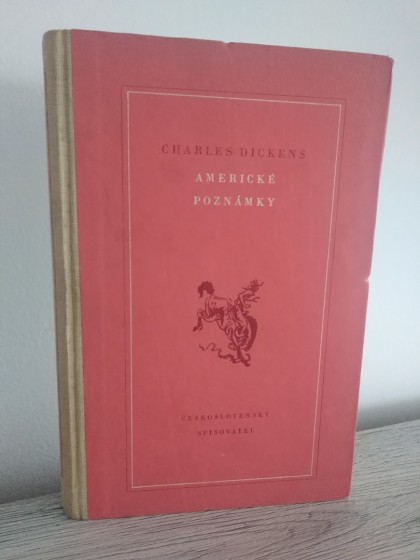 CHARLES DICKENS
AMERICKÉ
POZNÁMKY
ČESKOSLOVENSKÝ
SPISOVATEL